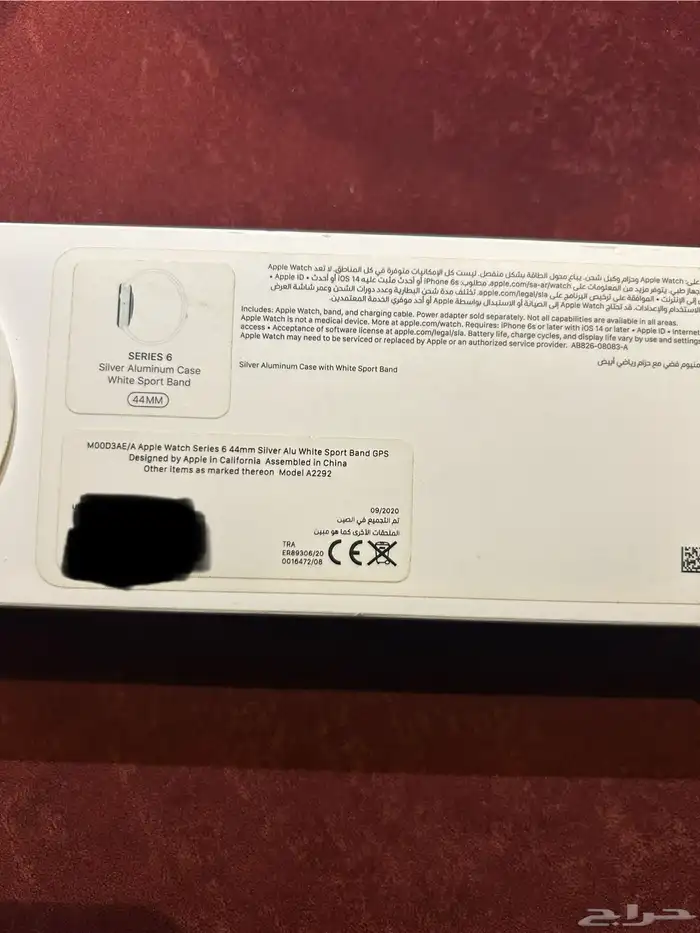 SERIES 6
Silver Aluminum Case
White Sport Band
44MM
على: Apple Watch وحزام وكبل شحن. يباع محول الطاقة بشكل منفصل. ليست كل الإمكانيات متوفرة في كل المناطق. لا تعد Apple Watch
جهاز طبي. يتوفر مزيد من المعلومات على apple.com/sa-ar/watch. مطلوب: iPhone 6s أو أحدث مثبت عليه iOS 14 أو أحدث • Apple ID •
إلى الإنترنت • الموافقة على ترخيص البرنامج على apple.com/legal/sla. تختلف مدة شحن البطارية وعدد دورات الشحن وعمر شاشة العرض
الاستخدام والإعدادات. قد تحتاج Apple Watch إلى الصيانة أو الاستبدال بواسطة Apple أو أحد موفري الخدمة المعتمدين.
Includes: Apple Watch, band, and charging cable. Power adapter sold separately. Not all capabilities are available in all areas.
Apple Watch is not a medical device. More at apple.com/watch. Requires: iPhone 6s or later with iOS 14 or later • Apple ID • Internet
access • Acceptance of software license at apple.com/legal/sla. Battery life, charge cycles, and display life vary by use and settings
Apple Watch may need to be serviced or replaced by Apple or an authorized service provider. AB826-08083-A
Silver Aluminum Case with White Sport Band
فضي مع حزام رياضي أبيض
M00D3AE/A Apple Watch Series 6 44mm Silver Alu White Sport Band GPS
Designed by Apple in California Assembled in China
Other items as marked thereon Model A2292
09/2020
تم التجميع في الصين
الملحقات الأخرى كما هو مبين
TRA
ER89306/20
0016472/08
CE
حراج